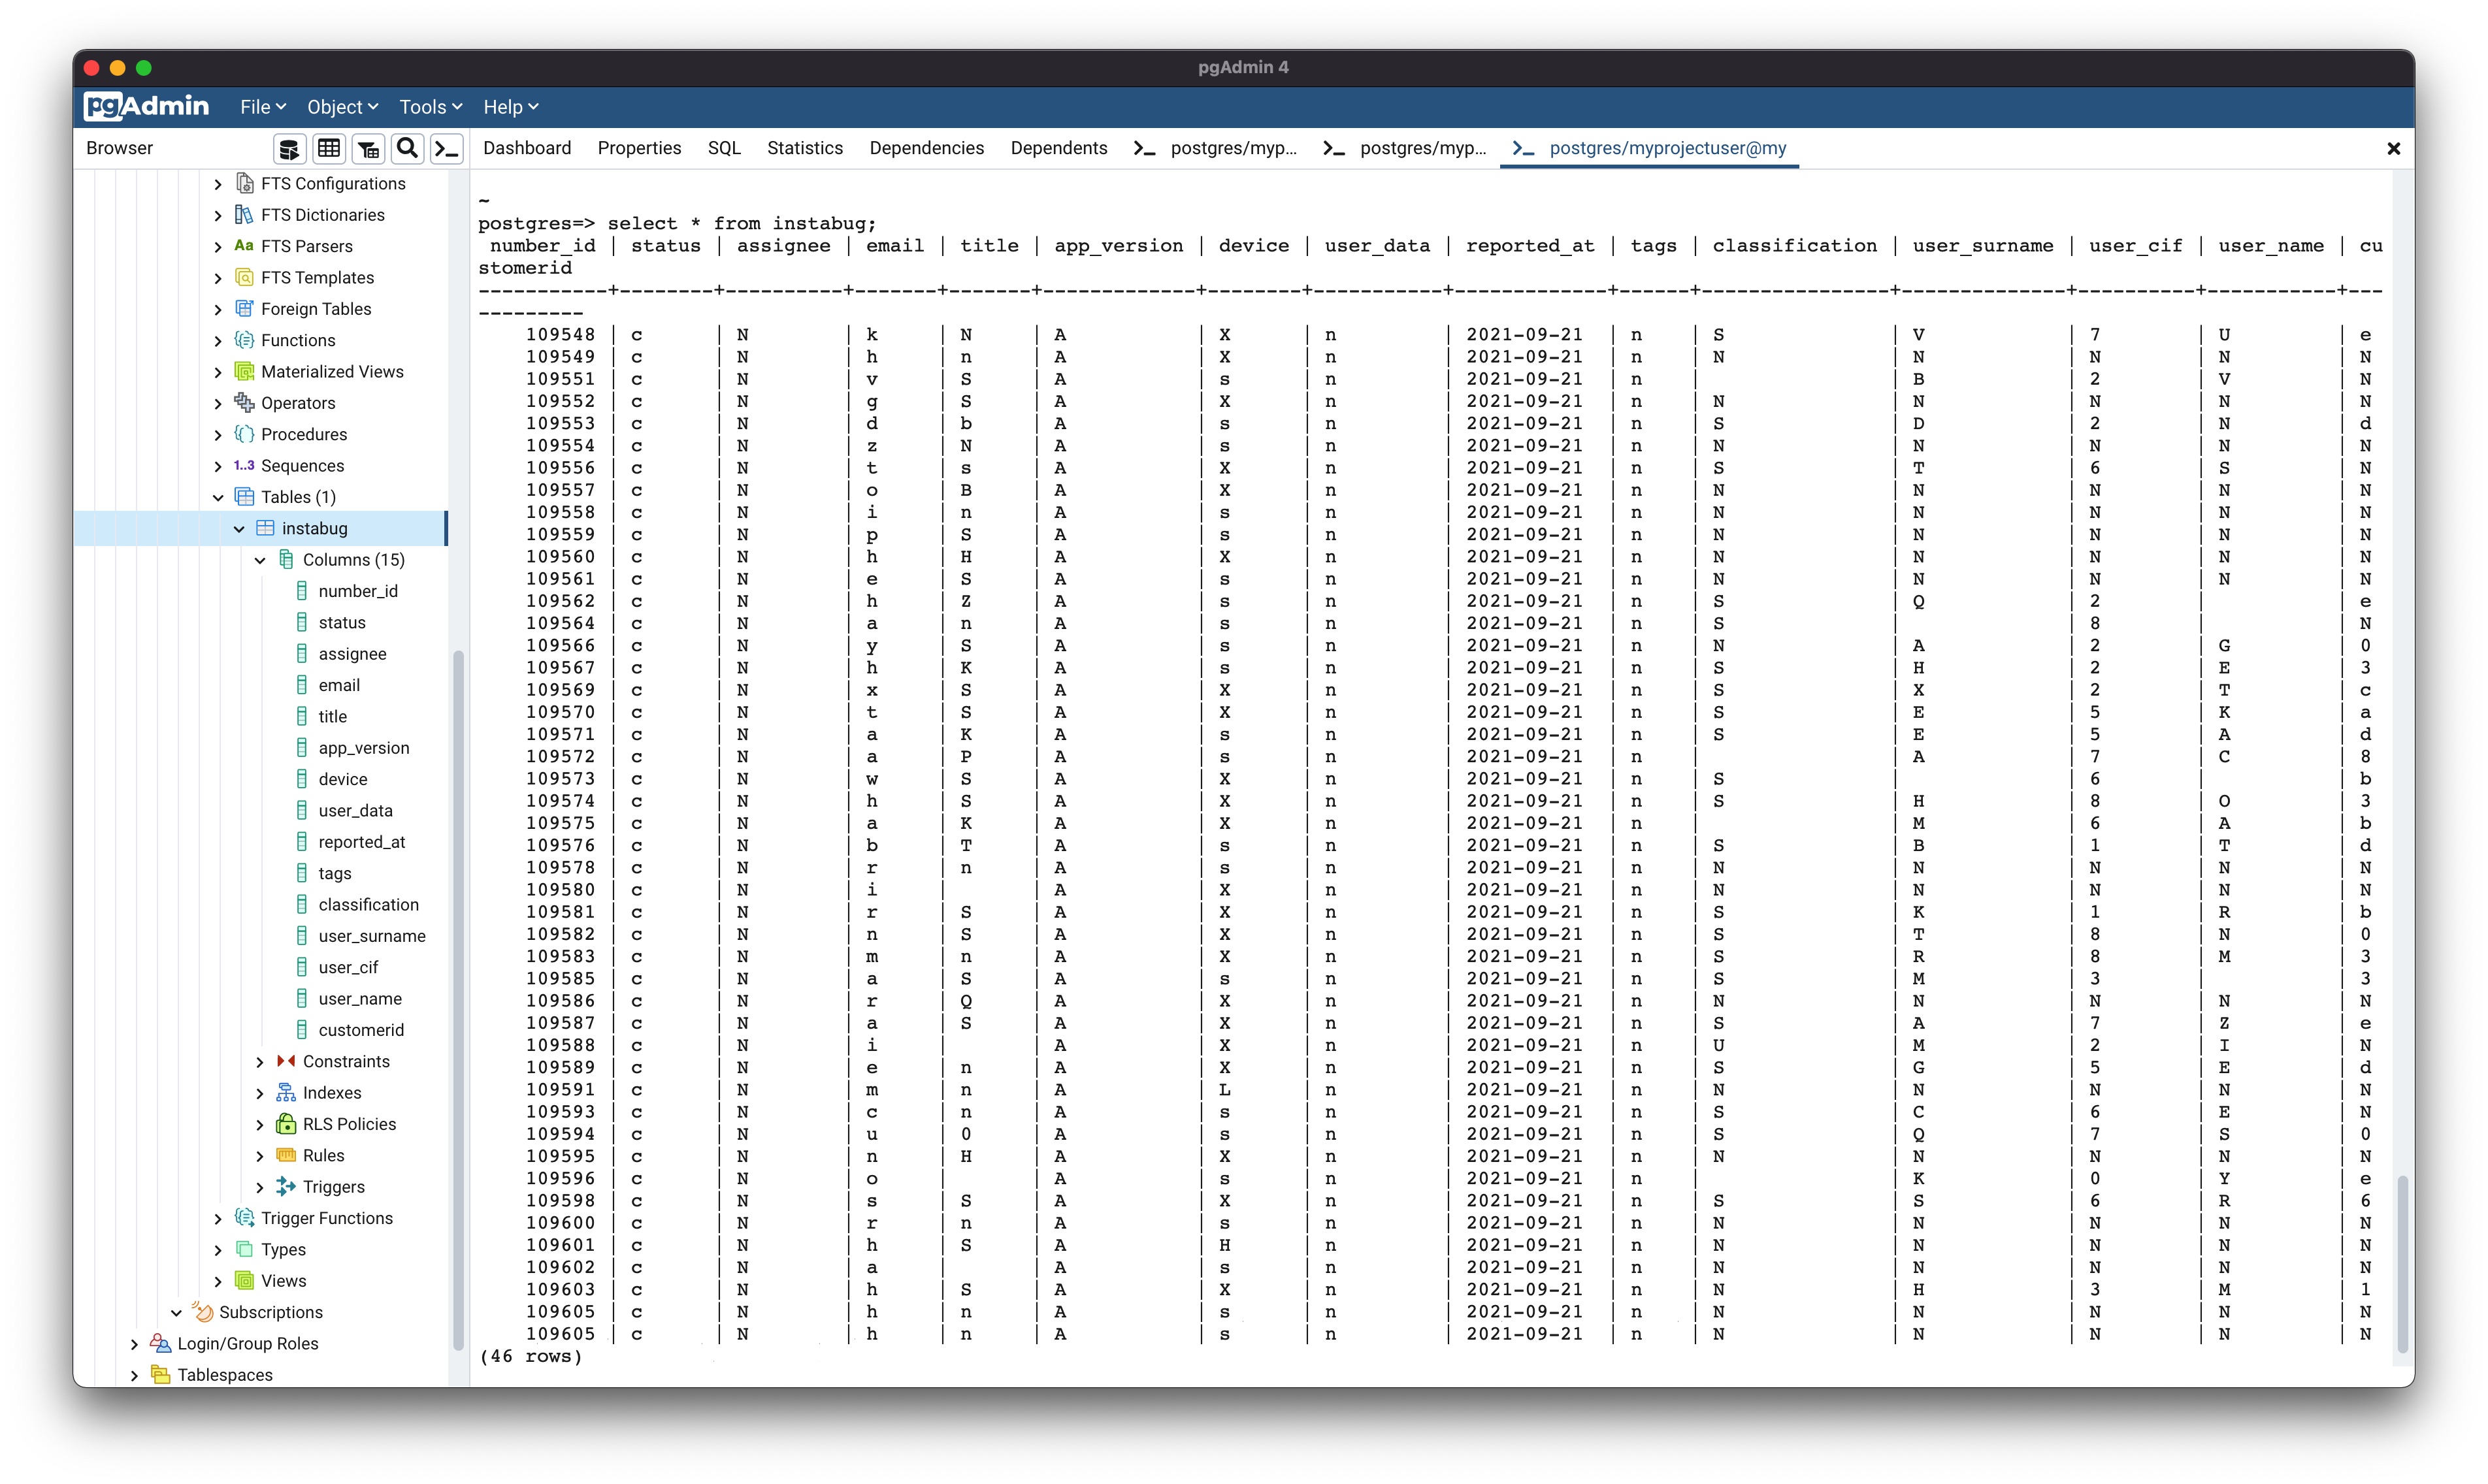 pgAdmin 4
pgAdmin File Object Tools Help
Browser
Dashboard Properties SQL Statistics Dependencies Dependents postgres/myp... postgres/myp... postgres/myprojectuser@my
FTS Configurations
FTS Dictionaries
Aa FTS Parsers
FTS Templates
Foreign Tables
Functions
Materialized Views
Operators
Procedures
1..3 Sequences
Tables (1)
instabug
Columns (15)
number_id
status
assignee
email
title
app_version
device
user_data
reported_at
tags
classification
user_surname
user_cif
user_name
customerid
Constraints
Indexes
RLS Policies
Rules
Triggers
Trigger Functions
Types
Views
Subscriptions
Login/Group Roles
Tablespaces
~
postgres=> select * from instabug;
number_id | status | assignee | email | title | app_version | device | user_data | reported_at | tags | classification | user_surname | user_cif | user_name | cu
stomerid
-----------+--------+----------+-------+-------+-------------+--------+-----------+-------------+------+----------------+--------------+----------+-----------+---
---------
109548 | c | N | k | N | A | X | n | 2021-09-21 | n | S | V | 7 | U | e
109549 | c | N | h | n | A | X | n | 2021-09-21 | n | N | N | N | N | N
109551 | c | N | v | S | A | s | n | 2021-09-21 | n | | B | 2 | V | N
109552 | c | N | g | S | A | X | n | 2021-09-21 | n | N | N | N | N | N
109553 | c | N | d | b | A | s | n | 2021-09-21 | n | S | D | 2 | N | d
109554 | c | N | z | N | A | s | n | 2021-09-21 | n | N | N | N | N | N
109556 | c | N | t | s | A | X | n | 2021-09-21 | n | S | T | 6 | S | N
109557 | c | N | o | B | A | X | n | 2021-09-21 | n | N | N | N | N | N
109558 | c | N | i | n | A | s | n | 2021-09-21 | n | N | N | N | N | N
109559 | c | N | p | S | A | s | n | 2021-09-21 | n | N | N | N | N | N
109560 | c | N | h | H | A | X | n | 2021-09-21 | n | N | N | N | N | N
109561 | c | N | e | S | A | s | n | 2021-09-21 | n | N | N | N | N | N
109562 | c | N | h | Z | A | s | n | 2021-09-21 | n | S | Q | 2 | | e
109564 | c | N | a | n | A | s | n | 2021-09-21 | n | S | | 8 | | N
109566 | c | N | y | S | A | s | n | 2021-09-21 | n | N | A | 2 | G | 0
109567 | c | N | h | K | A | s | n | 2021-09-21 | n | S | H | 2 | E | 3
109569 | c | N | x | S | A | X | n | 2021-09-21 | n | S | X | 2 | T | c
109570 | c | N | t | S | A | X | n | 2021-09-21 | n | S | E | 5 | K | a
109571 | c | N | a | K | A | s | n | 2021-09-21 | n | S | E | 5 | A | d
109572 | c | N | a | P | A | s | n | 2021-09-21 | n | | A | 7 | C | 8
109573 | c | N | w | S | A | X | n | 2021-09-21 | n | S | | 6 | | b
109574 | c | N | h | S | A | X | n | 2021-09-21 | n | S | H | 8 | O | 3
109575 | c | N | a | K | A | X | n | 2021-09-21 | n | | M | 6 | A | b
109576 | c | N | b | T | A | s | n | 2021-09-21 | n | S | B | 1 | T | d
109578 | c | N | r | n | A | s | n | 2021-09-21 | n | N | N | N | N | N
109580 | c | N | i | | A | X | n | 2021-09-21 | n | N | N | N | N | N
109581 | c | N | r | S | A | X | n | 2021-09-21 | n | S | K | 1 | R | b
109582 | c | N | n | S | A | X | n | 2021-09-21 | n | S | T | 8 | N | 0
109583 | c | N | m | n | A | X | n | 2021-09-21 | n | S | R | 8 | M | 3
109585 | c | N | a | S | A | s | n | 2021-09-21 | n | S | M | 3 | | 3
109586 | c | N | r | Q | A | X | n | 2021-09-21 | n | N | N | N | N | N
109587 | c | N | a | S | A | X | n | 2021-09-21 | n | S | A | 7 | Z | e
109588 | c | N | i | | A | X | n | 2021-09-21 | n | U | M | 2 | I | N
109589 | c | N | e | n | A | X | n | 2021-09-21 | n | S | G | 5 | E | d
109591 | c | N | m | n | A | L | n | 2021-09-21 | n | N | N | N | N | N
109593 | c | N | c | n | A | s | n | 2021-09-21 | n | S | C | 6 | E | N
109594 | c | N | u | 0 | A | s | n | 2021-09-21 | n | S | Q | 7 | S | 0
109595 | c | N | n | H | A | X | n | 2021-09-21 | n | N | N | N | N | N
109596 | c | N | o | | A | s | n | 2021-09-21 | n | | K | 0 | Y | e
109598 | c | N | s | S | A | X | n | 2021-09-21 | n | S | S | 6 | R | 6
109600 | c | N | r | n | A | s | n | 2021-09-21 | n | N | N | N | N | N
109601 | c | N | h | S | A | H | n | 2021-09-21 | n | N | N | N | N | N
109602 | c | N | a | | A | s | n | 2021-09-21 | n | N | N | N | N | N
109603 | c | N | h | S | A | X | n | 2021-09-21 | n | N | H | 3 | M | 1
109605 | c | N | h | n | A | s | n | 2021-09-21 | n | N | N | N | N | N
109605 | c | N | h | n | A | s | n | 2021-09-21 | n | N | N | N | N | N
(46 rows)